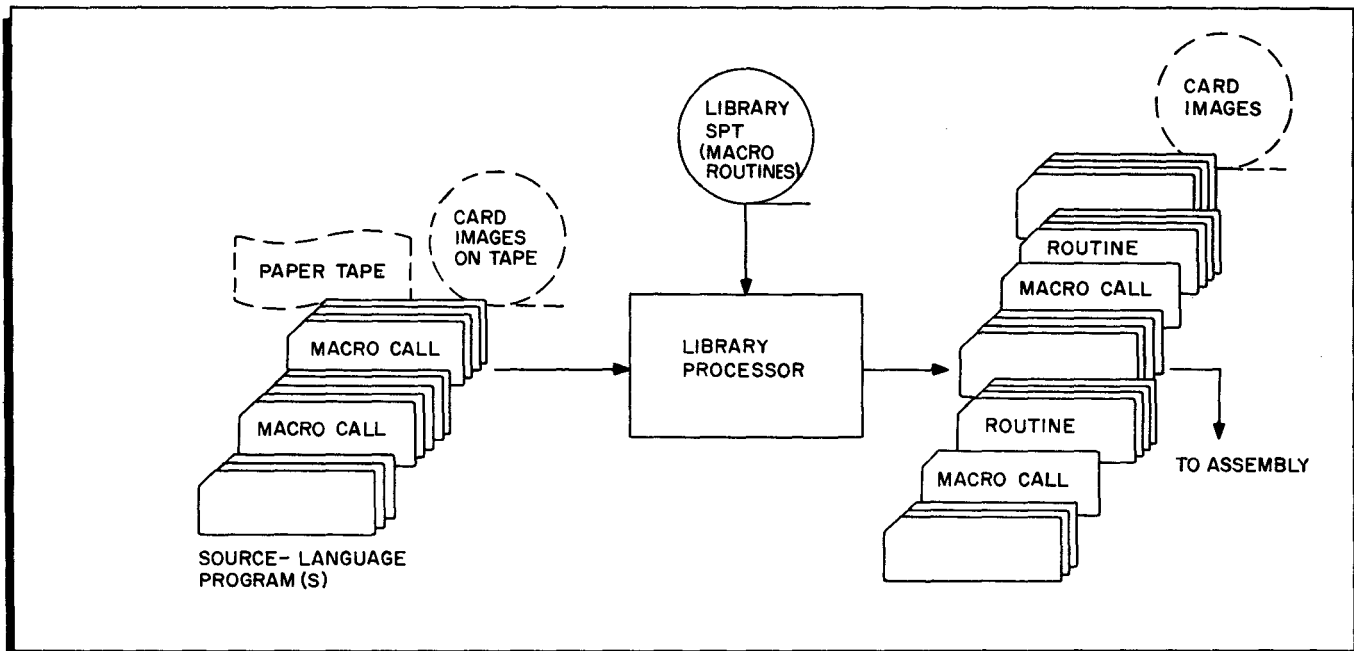 PAPER TAPE
CARD
IMAGES
ON TAPE
MACRO CALL
MACRO CALL
SOURCE- LANGUAGE
PROGRAM (S)
LIBRARY
SPT
(MACRO
ROUTINES)
LIBRARY
PROCESSOR
CARD
IMAGES
ROUTINE
MACRO CALL
ROUTINE
MACRO CALL
TO ASSEMBLY